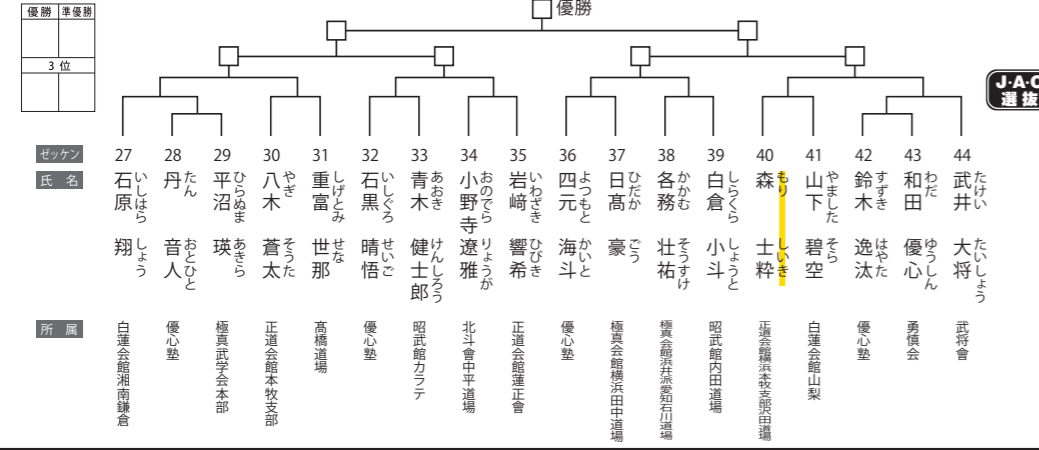 優勝
優勝 準優勝
3 位
J·A·C
選抜
ゼッケン 27 28 29 30 31 32 33 34 35 36 37 38 39 40 41 42 43 44
氏 名
石原 翔 いしはら しょう
丹 音人 たん おとひと
平沼 瑛 ひらぬま あきら
八木 蒼太 やぎ そうた
重富 世那 しげとみ せな
石黒 晴悟 いしぐろ せいご
青木 健士郎 あおき けんしろう
小野寺 遼雅 おのでら りょうが
岩﨑 響希 いわざき ひびき
四元 海斗 よつもと かいと
日髙 豪 ひだか ごう
各務 壮祐 かかむ そうすけ
白倉 小斗 しらくら しょうと
森 士粋 もり しいき
山下 碧空 やました そら
鈴木 逸汰 すずき はやた
和田 優心 わだ ゆうしん
武井 大将 たけい たいしょう
所 属
白蓮会館湘南鎌倉
優心塾
極真武学会本部
正道会館本牧支部
髙橋道場
優心塾
昭武館カラテ
北斗會中平道場
正道会館蓮正會
優心塾
極真会館横浜田中道場
極真会館浜井派愛知石川道場
昭武館内田道場
正道会館横浜本牧支部沢田道場
白蓮会館山梨
優心塾
勇慎会
武将會